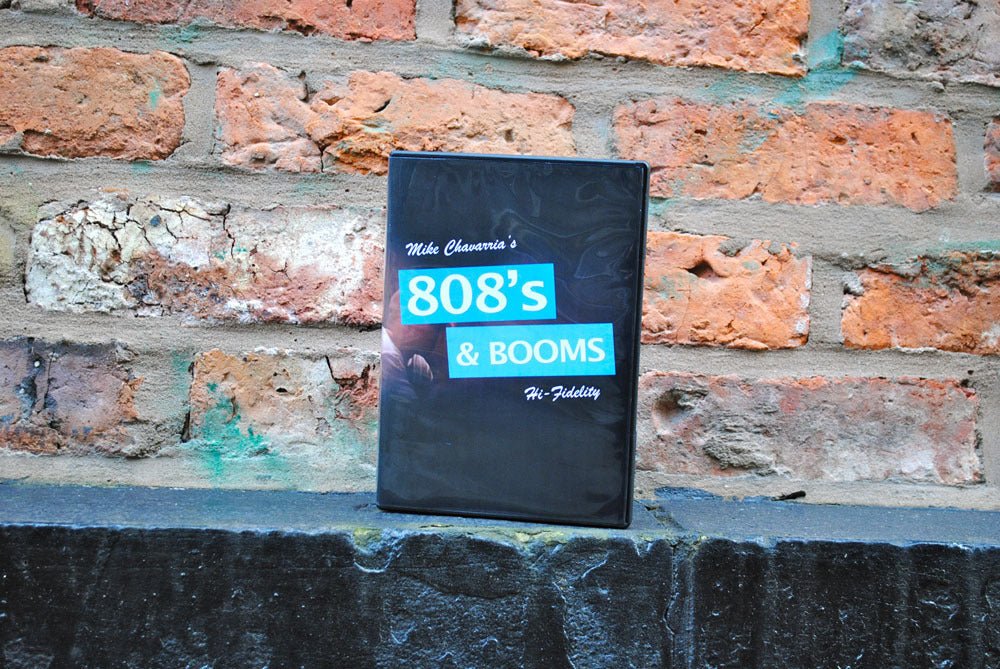 Mike Chavarria's
808's
& BOOMS
Hi-Fidelity